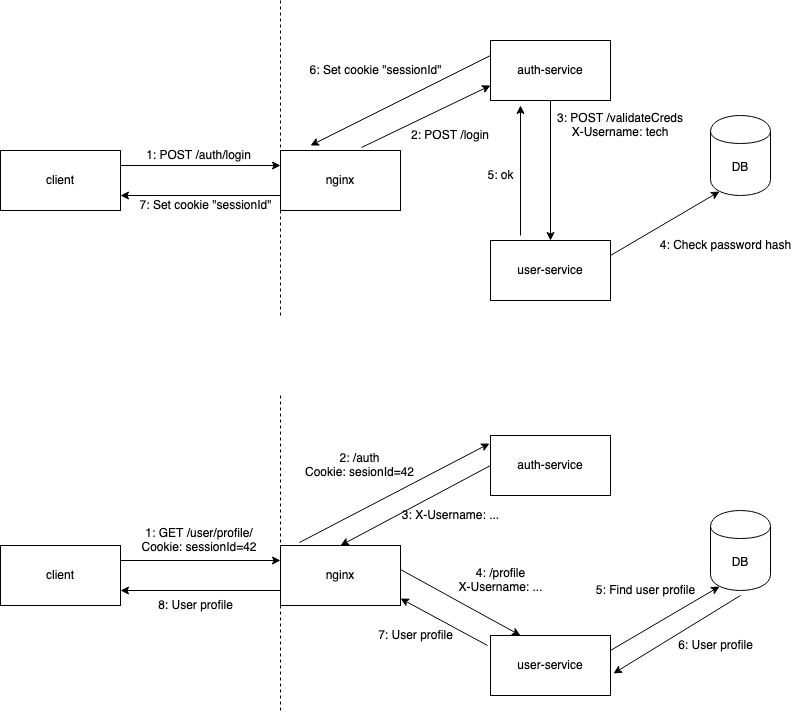 auth-service
6: Set cookie "sessionId"
3: POST /validateCreds
X-Username: tech
2: POST /login
1: POST /auth/login
client
nginx
DB
5: ok
7: Set cookie "sessionId"
4: Check password hash
user-service
2: /auth
Cookie: sesionId=42
auth-service
3: X-Username: ...
1: GET /user/profile/
Cookie: sessionId=42
client
nginx
DB
4: /profile
X-Username: ...
5: Find user profile
8: User profile
7: User profile
6: User profile
user-service